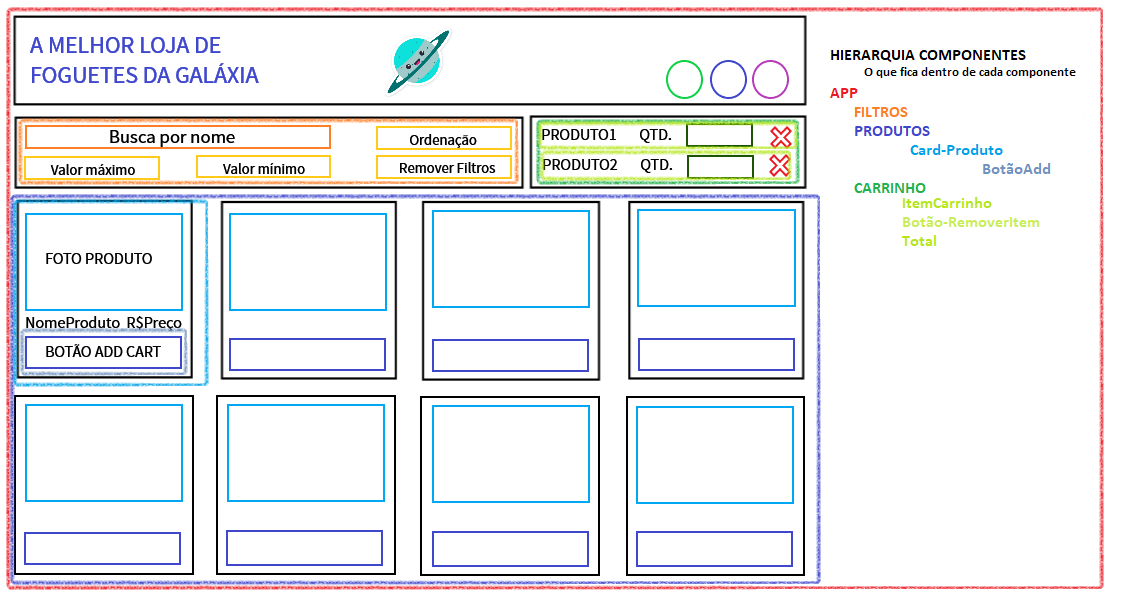 A MELHOR LOJA DE
FOGUETES DA GALÁXIA
Busca por nome
Ordenação
Valor máximo
Valor mínimo
Remover Filtros
PRODUTO1 QTD.
PRODUTO2 QTD.
FOTO PRODUTO
NomeProduto R$Preço
BOTÃO ADD CART
HIERARQUIA COMPONENTES
O que fica dentro de cada componente
APP
FILTROS
PRODUTOS
Card-Produto
BotãoAdd
CARRINHO
ItemCarrinho
Botão-RemoverItem
Total